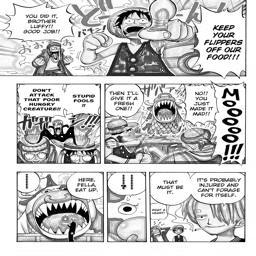 KEEP
YOUR
FLIPPERS
OFF OUR
FOOD!!!
YOU DID IT,
BROTHER
LUFFY!!
GOOD JOB!!
MOOOOO
!!!
NO!!
YOU
JUST
MADE IT
MAD!!
THEN I'LL
GIVE IT A
FRESH
ONE!!
STUPID
FOOLS
!!
DON'T
ATTACK
THAT POOR
HUNGRY
CREATURE!!
IT'S PROBABLY
INJURED AND
CAN'T FORAGE
FOR ITSELF.
THAT
MUST BE
IT.
!
HERE,
FELLA,
EAT UP.